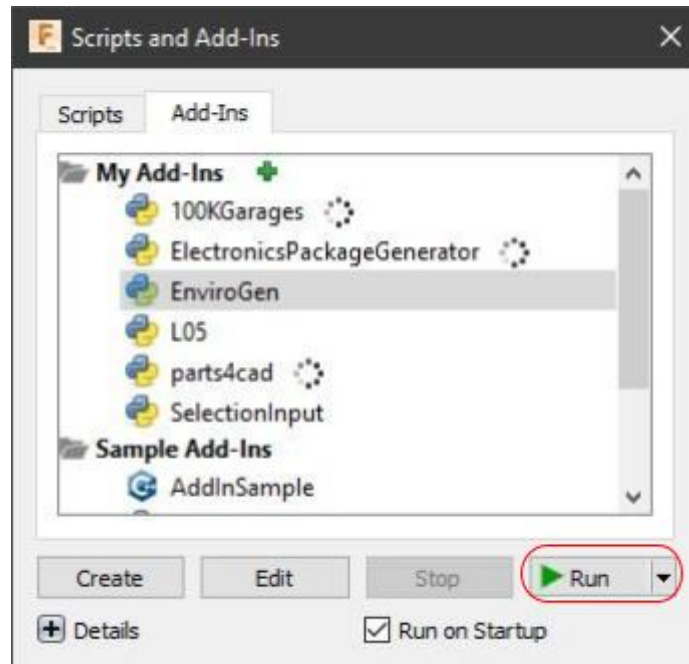 Scripts and Add-Ins
Scripts Add-Ins
My Add-Ins
100KGarages
ElectronicsPackageGenerator
EnviroGen
L05
parts4cad
SelectionInput
Sample Add-Ins
AddInSample
Create Edit Stop Run
Details Run on Startup